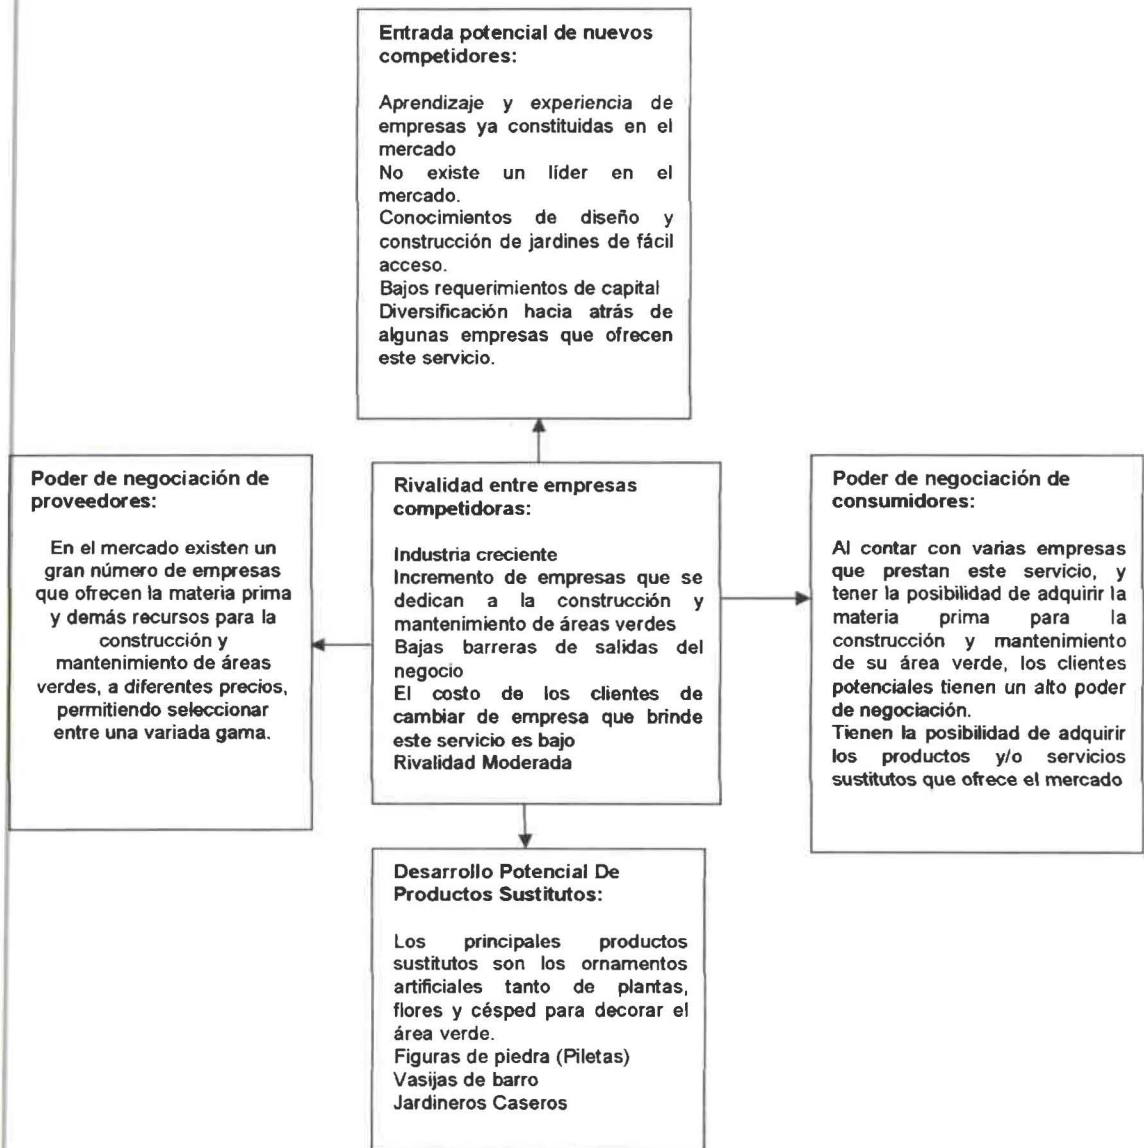 Entrada potencial de nuevos
competidores:
Aprendizaje y experiencia de
empresas ya constituidas en el
mercado
No existe un líder en el
mercado.
Conocimientos de diseño y
construcción de jardines de fácil
acceso.
Bajos requerimientos de capital
Diversificación hacia atrás de
algunas empresas que ofrecen
este servicio.
Poder de negociación de
proveedores:
En el mercado existen un
gran número de empresas
que ofrecen la materia prima
y demás recursos para la
construcción y
mantenimiento de áreas
verdes, a diferentes precios,
permitiendo seleccionar
entre una variada gama.
Rivalidad entre empresas
competidoras:
Industria creciente
Incremento de empresas que se
dedican a la construcción y
mantenimiento de áreas verdes
Bajas barreras de salidas del
negocio
El costo de los clientes de
cambiar de empresa que brinde
este servicio es bajo
Rivalidad Moderada
Poder de negociación de
consumidores:
Al contar con varias empresas
que prestan este servicio, y
tener la posibilidad de adquirir la
materia prima para la
construcción y mantenimiento
de su área verde, los clientes
potenciales tienen un alto poder
de negociación.
Tienen la posibilidad de adquirir
los productos y/o servicios
sustitutos que ofrece el mercado
Desarrollo Potencial De
Productos Sustitutos:
Los principales productos
sustitutos son los ornamentos
artificiales tanto de plantas,
flores y césped para decorar el
área verde.
Figuras de piedra (Piletas)
Vasijas de barro
Jardineros Caseros